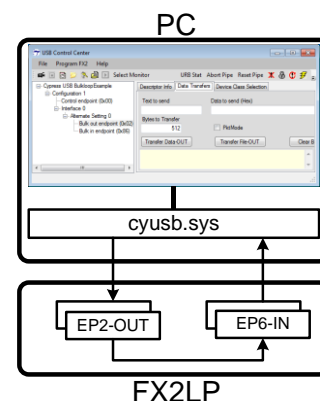 PC
USB Control Center
File Program FX2 Help
Select Monitor URB Stat Abort Pipe Reset Pipe
Cypress USB BulkloopExample
Configuration 1
Control endpoint (0x00)
Interface 0
Alternate Setting 0
Bulk out endpoint (0x02)
Bulk in endpoint (0x86)
Descriptor Info Data Transfers Device Class Selection
Text to send Data to send (Hex)
Bytes to Transfer
512 PktMode
Transfer Data-OUT Transfer File-OUT Clear
cyusb.sys
EP2-OUT EP6-IN
FX2LP